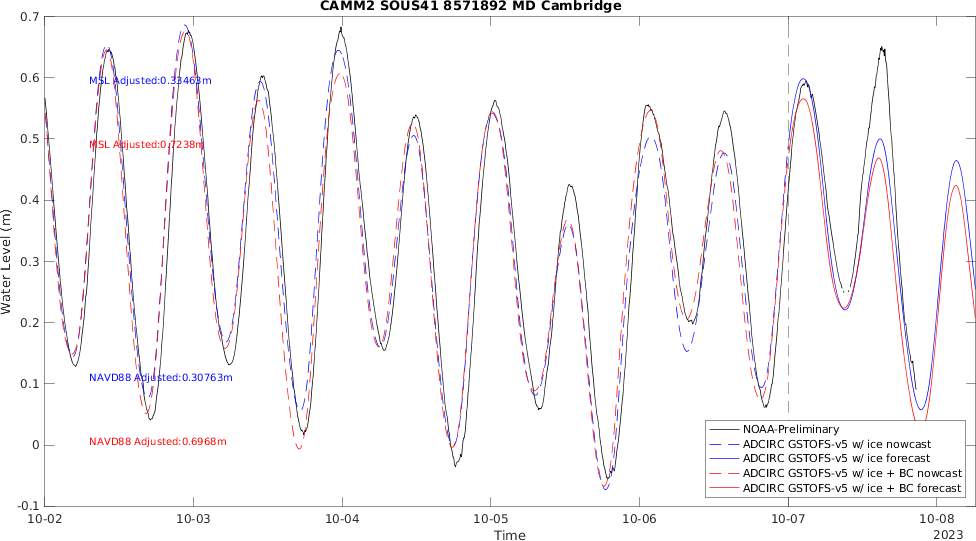 CAMM2 SOUS41 8571892 MD Cambridge
Water Level (m)
0.7
0.6
0.5
0.4
0.3
0.2
0.1
0
-0.1
MSL Adjusted:0.33463m
MSL Adjusted:0.7238m
NAVD88 Adjusted:0.30763m
NAVD88 Adjusted:0.6968m
NOAA-Preliminary
ADCIRC GSTOFS-v5 w/ ice nowcast
ADCIRC GSTOFS-v5 w/ ice forecast
ADCIRC GSTOFS-v5 w/ ice + BC nowcast
ADCIRC GSTOFS-v5 w/ ice + BC forecast
10-02 10-03 10-04 10-05 10-06 10-07 10-08
Time
2023